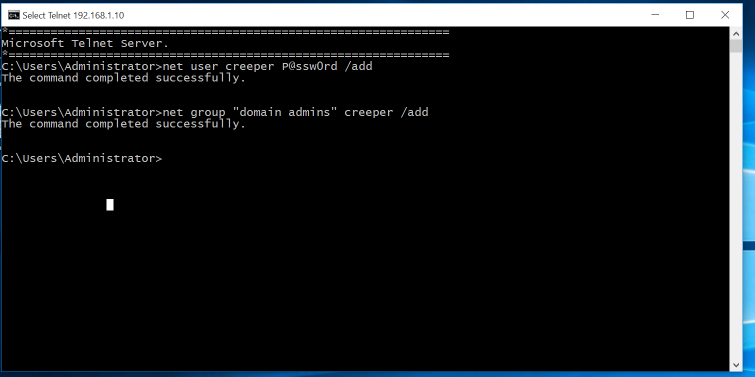 Select Telnet 192.168.1.10
*===============================================================
Microsoft Telnet Server.
*===============================================================
C:\Users\Administrator>net user creeper P@ssw0rd /add
The command completed successfully.
C:\Users\Administrator>net group "domain admins" creeper /add
The command completed successfully.
C:\Users\Administrator>